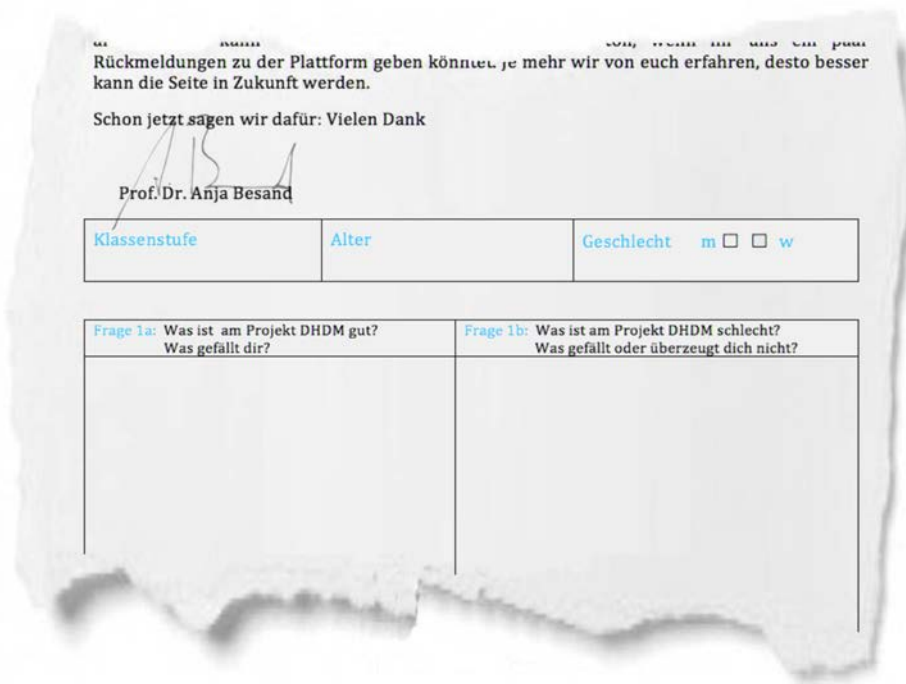 Rückmeldungen zu der Plattform geben könntet. je mehr wir von euch erfahren, desto besser
kann die Seite in Zukunft werden.
Schon jetzt sagen wir dafür: Vielen Dank
Prof. Dr. Anja Besand
Klassenstufe Alter Geschlecht m □ □ w
Frage 1a: Was ist am Projekt DHDM gut?
Was gefällt dir?
Frage 1b: Was ist am Projekt DHDM schlecht?
Was gefällt oder überzeugt dich nicht?